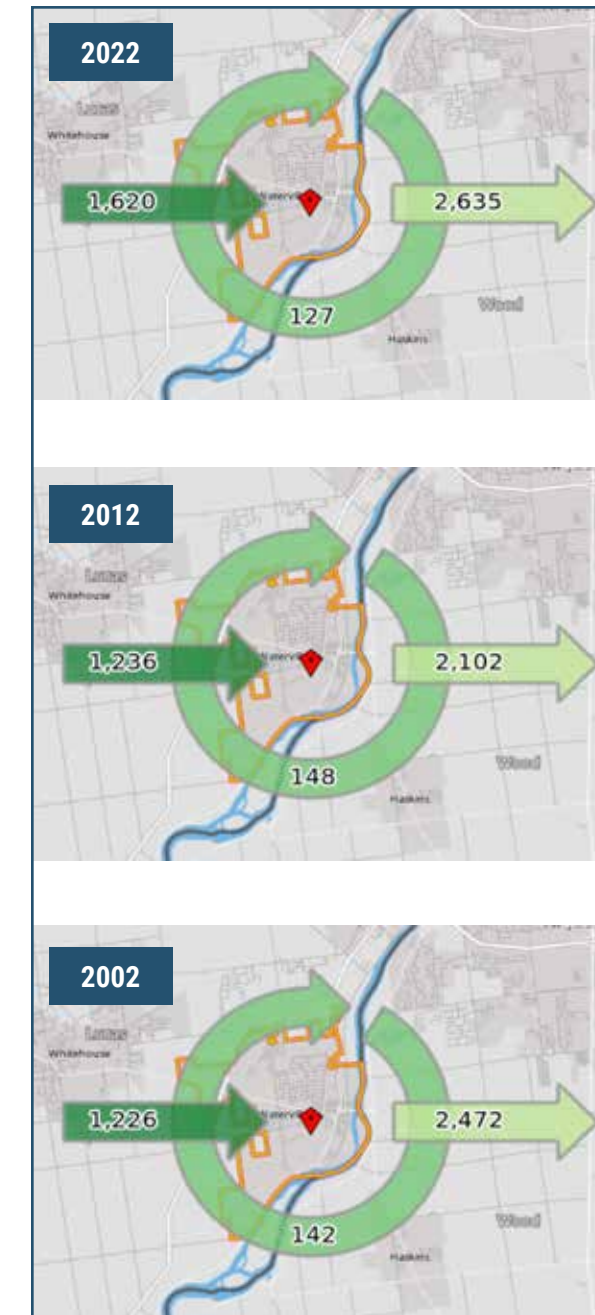 2022
Lucas
Whitehouse
1,620
2,635
127
Wood
Haskins
2012
Lucas
Whitehouse
1,236
2,102
148
Wood
Haskins
2002
Lucas
Whitehouse
1,226
2,472
142
Wood
Haskins